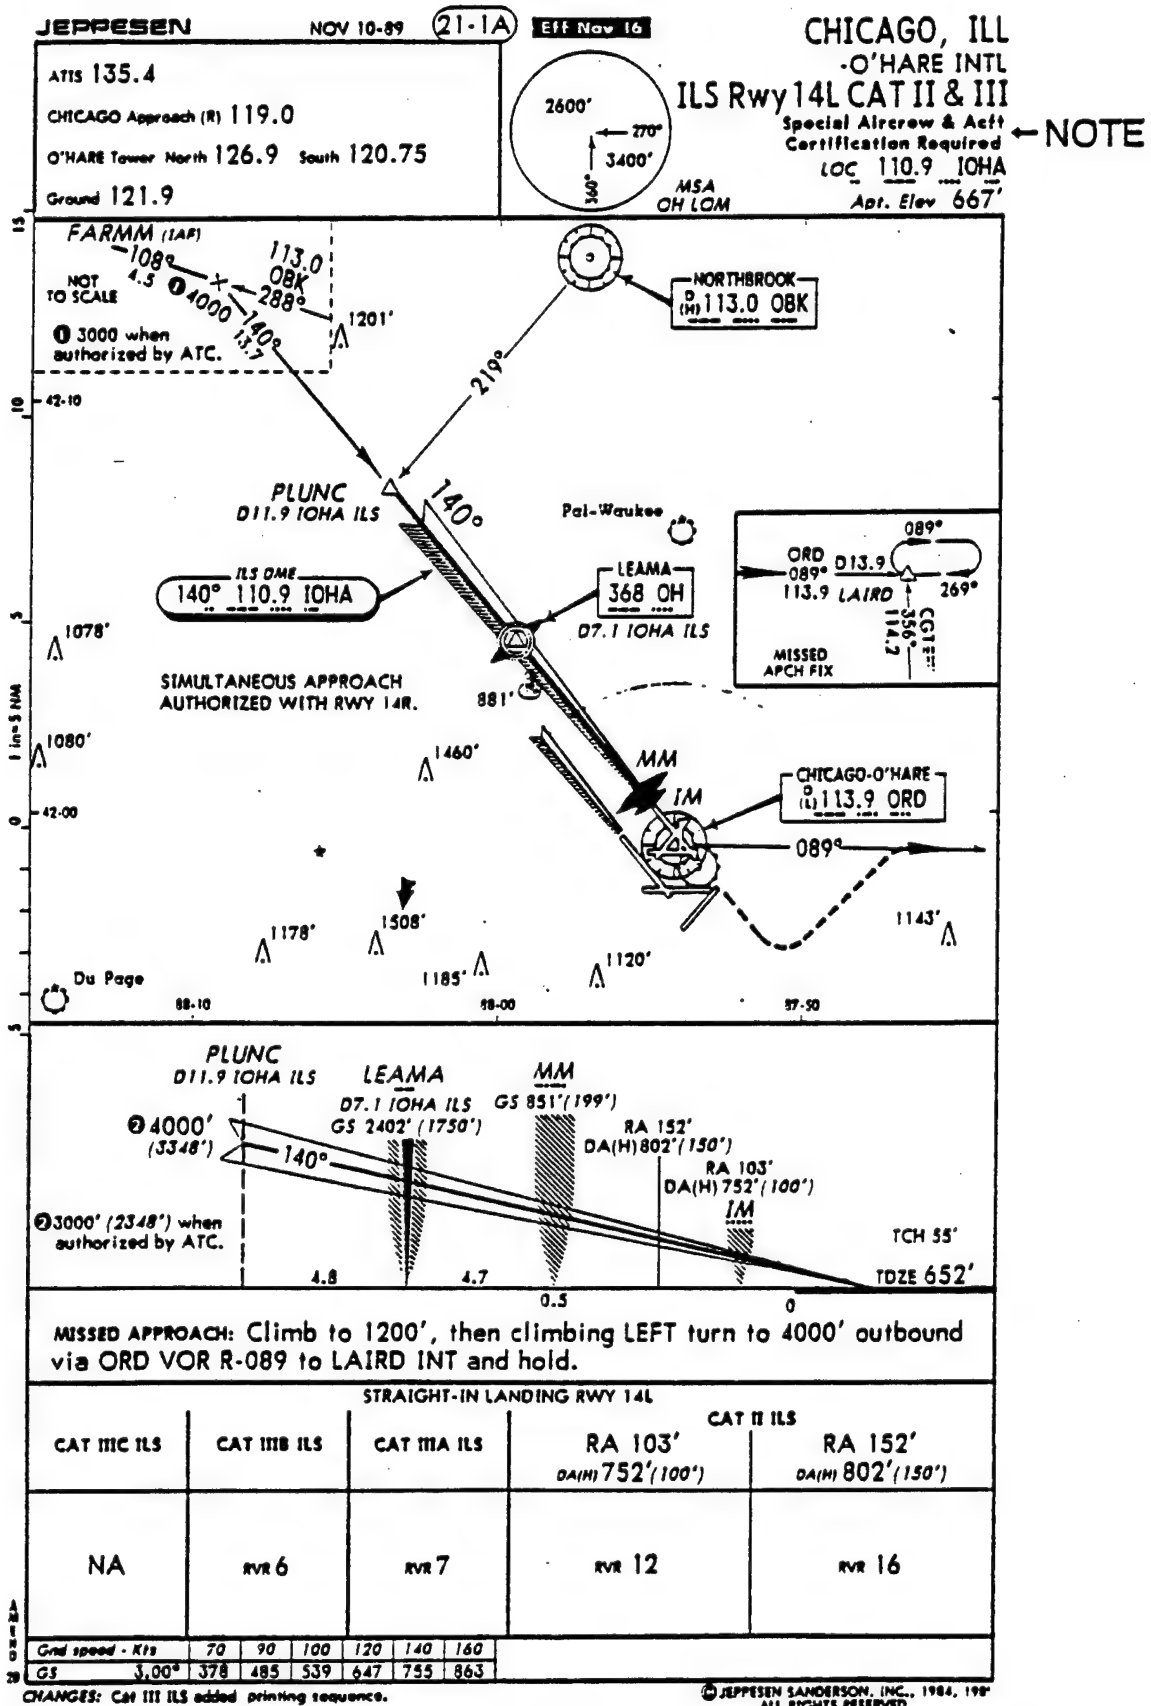 JEPPESEN NOV 10-89 21-1A Eff Nov 16
CHICAGO, ILL
-O'HARE INTL
ILS Rwy 14L CAT II & III
Special Aircrew & Acft
Certification Required
← NOTE
LOC 110.9 IOHA
Apt. Elev 667'
ATIS 135.4
CHICAGO Approach (R) 119.0
O'HARE Tower North 126.9 South 120.75
Ground 121.9
2600'
270°
3400'
360°
MSA
OH LOM
FARMM (IAF)
108°
4.5
NOT
TO SCALE
113.0
OBK
288°
❶ 4000
140°
13.7
❶ 3000 when
authorized by ATC.
1201'
NORTHBROOK
D
(H) 113.0 OBK
219°
15
10
5
0
5
1 in=5 NM
42-10
PLUNC
D11.9 IOHA ILS
140°
Pal-Waukee
ILS DME
140° 110.9 IOHA
LEAMA
368 OH
D7.1 IOHA ILS
089°
ORD
089° D13.9
113.9 LAIRD
269°
CGT
356°
114.2
MISSED
APCH FIX
1078'
SIMULTANEOUS APPROACH
AUTHORIZED WITH RWY 14R.
881'
1080'
1460'
MM
IM
CHICAGO-O'HARE
D
(L) 113.9 ORD
42-00
089°
1178'
1508'
1185'
1120'
1143'
Du Page
88-10
88-00
87-50
PLUNC
D11.9 IOHA ILS
LEAMA
D7.1 IOHA ILS
GS 2402' (1750')
MM
GS 851' (199')
❷ 4000'
(3348')
140°
RA 152'
DA(H) 802' (150')
RA 103'
DA(H) 752' (100')
IM
❷ 3000' (2348') when
authorized by ATC.
TCH 55'
TDZE 652'
4.8
4.7
0.5
0
MISSED APPROACH: Climb to 1200', then climbing LEFT turn to 4000' outbound
via ORD VOR R-089 to LAIRD INT and hold.
STRAIGHT-IN LANDING RWY 14L
CAT IIIC ILS CAT IIIB ILS CAT IIIA ILS CAT II ILS
RA 103' RA 152'
DA(H) 752' (100') DA(H) 802' (150')
NA RVR 6 RVR 7 RVR 12 RVR 16
Gnd speed - Kts 70 90 100 120 140 160
GS 3.00° 378 485 539 647 755 863
CHANGES: Cat III ILS added printing sequence.
© JEPPESEN SANDERSON, INC., 1984,
ALL RIGHTS RESERVED